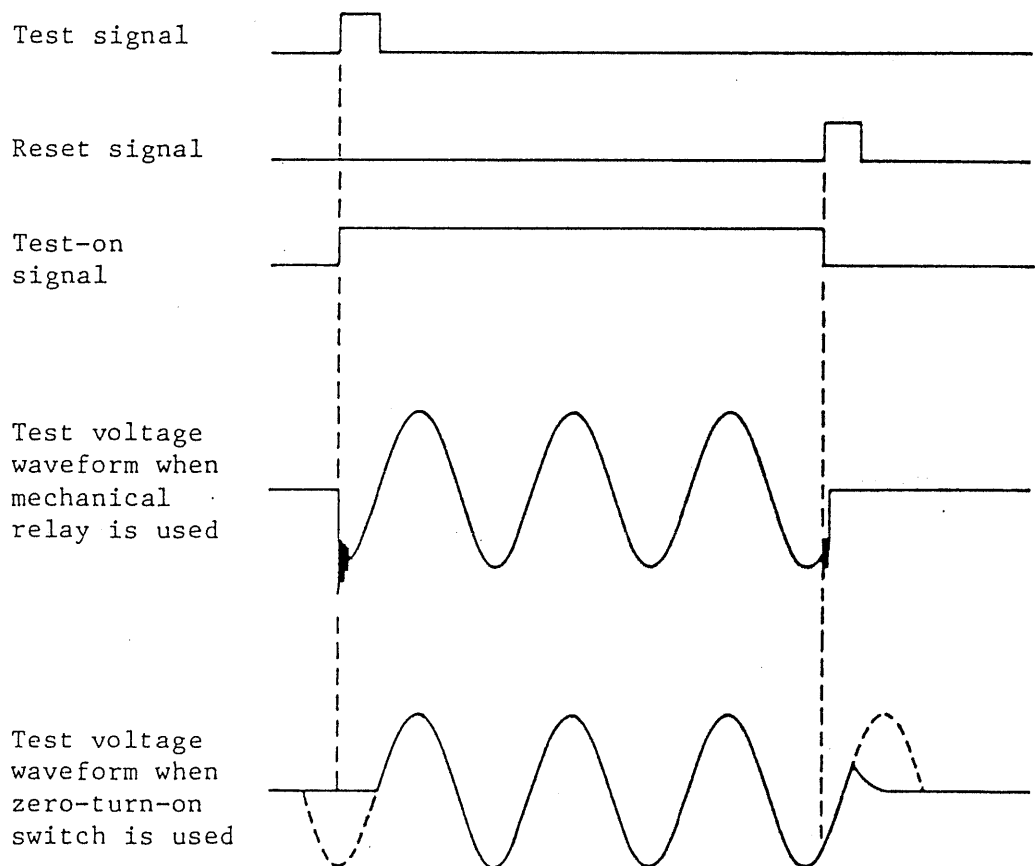 Test signal
Reset signal
Test-on
signal
Test voltage
waveform when
mechanical
relay is used
Test voltage
waveform when
zero-turn-on
switch is used